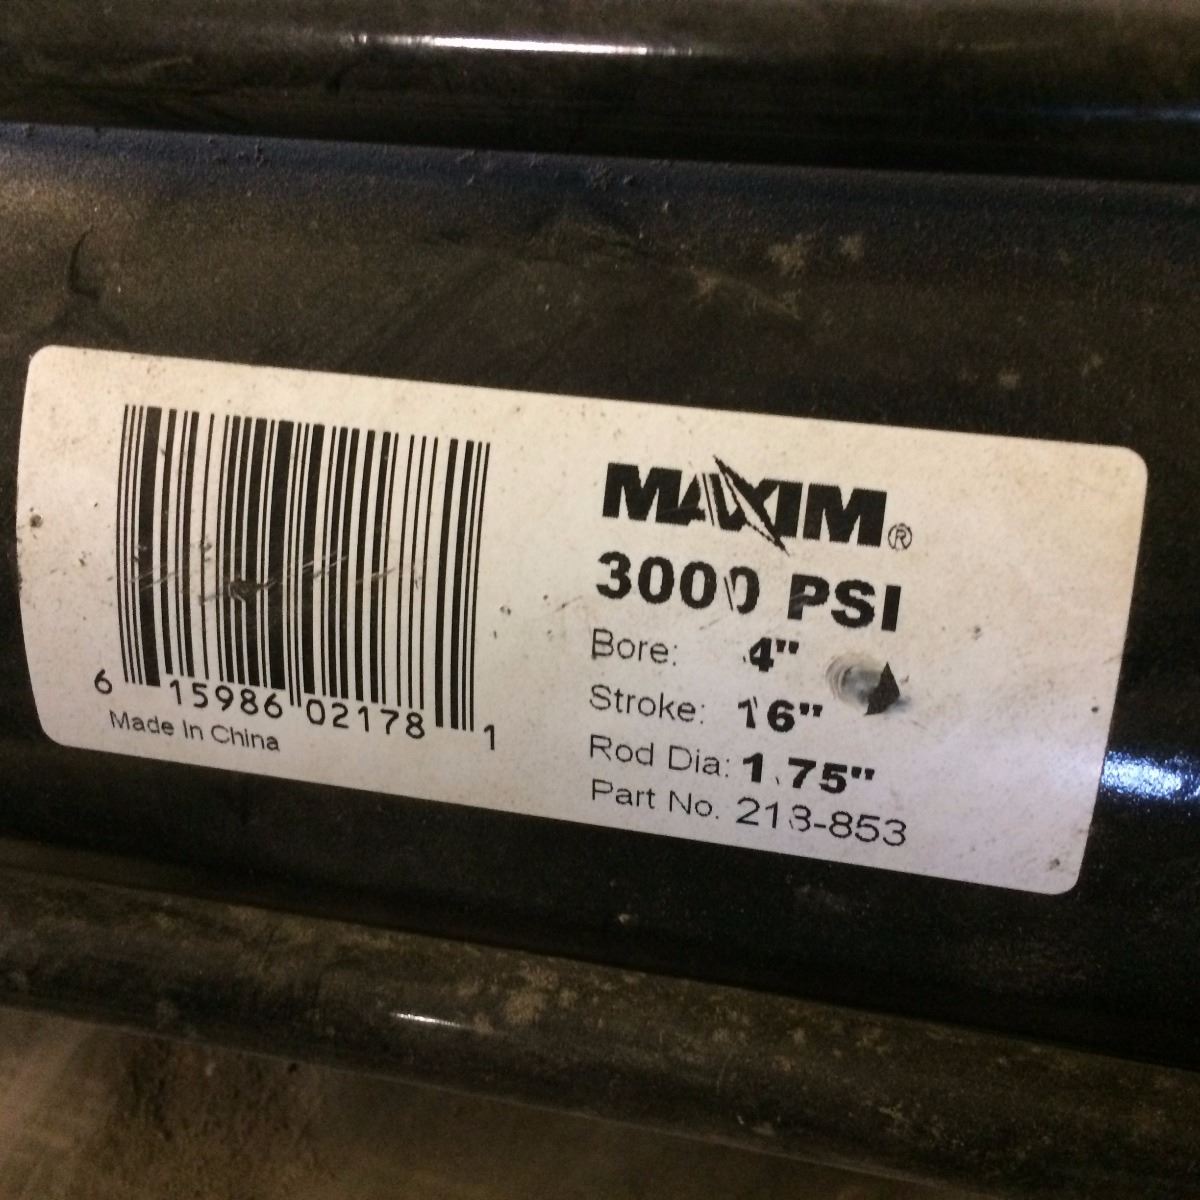 MAXIM®
3000 PSI
Bore: 4"
Stroke: 16"
Rod Dia: 1.75"
Part No. 218-853
6 15986 02178 1
Made In China